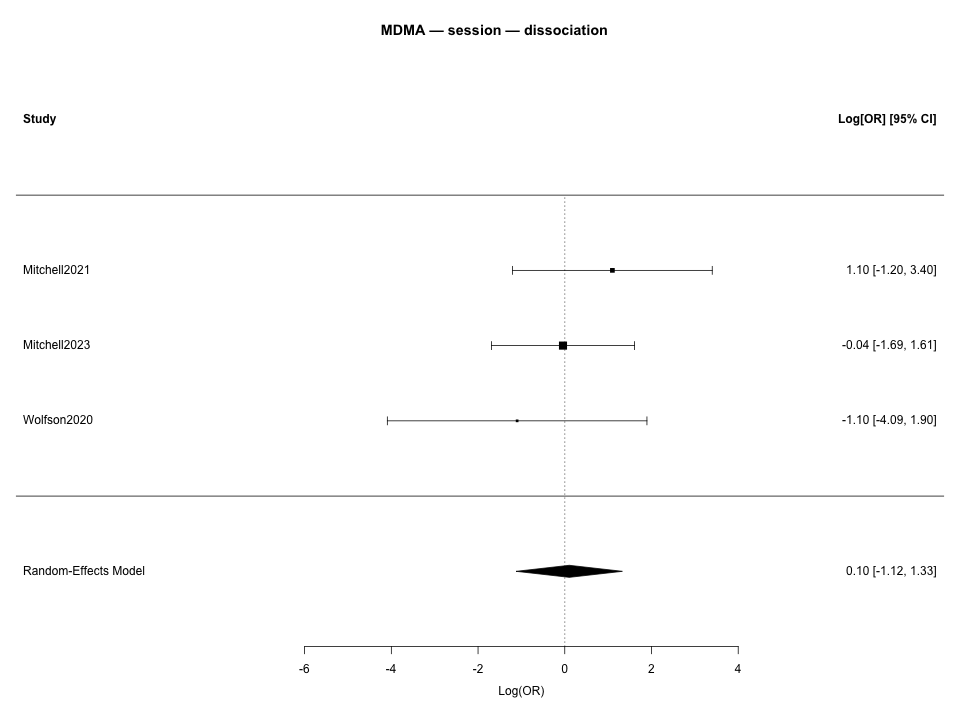 MDMA — session — dissociation
Study Log[OR] [95% CI]
Mitchell2021 1.10 [-1.20, 3.40]
Mitchell2023 -0.04 [-1.69, 1.61]
Wolfson2020 -1.10 [-4.09, 1.90]
Random-Effects Model 0.10 [-1.12, 1.33]
-6 -4 -2 0 2 4
Log(OR)